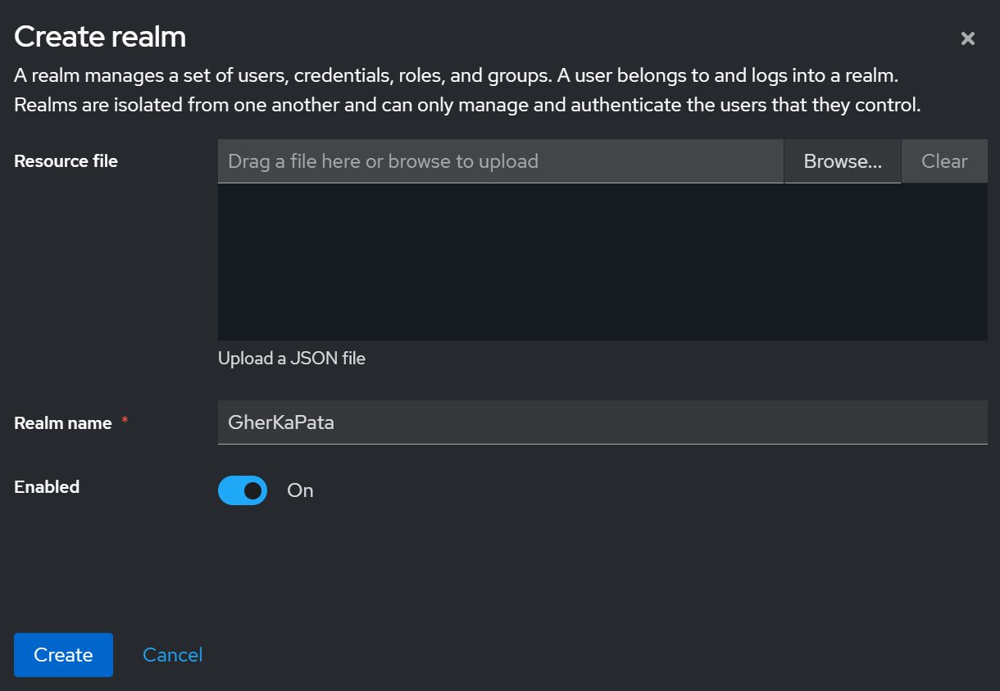 Create realm
A realm manages a set of users, credentials, roles, and groups. A user belongs to and logs into a realm.
Realms are isolated from one another and can only manage and authenticate the users that they control.
Resource file
Drag a file here or browse to upload
Browse...
Clear
Upload a JSON file
Realm name *
GherKaPata
Enabled
On
Create
Cancel